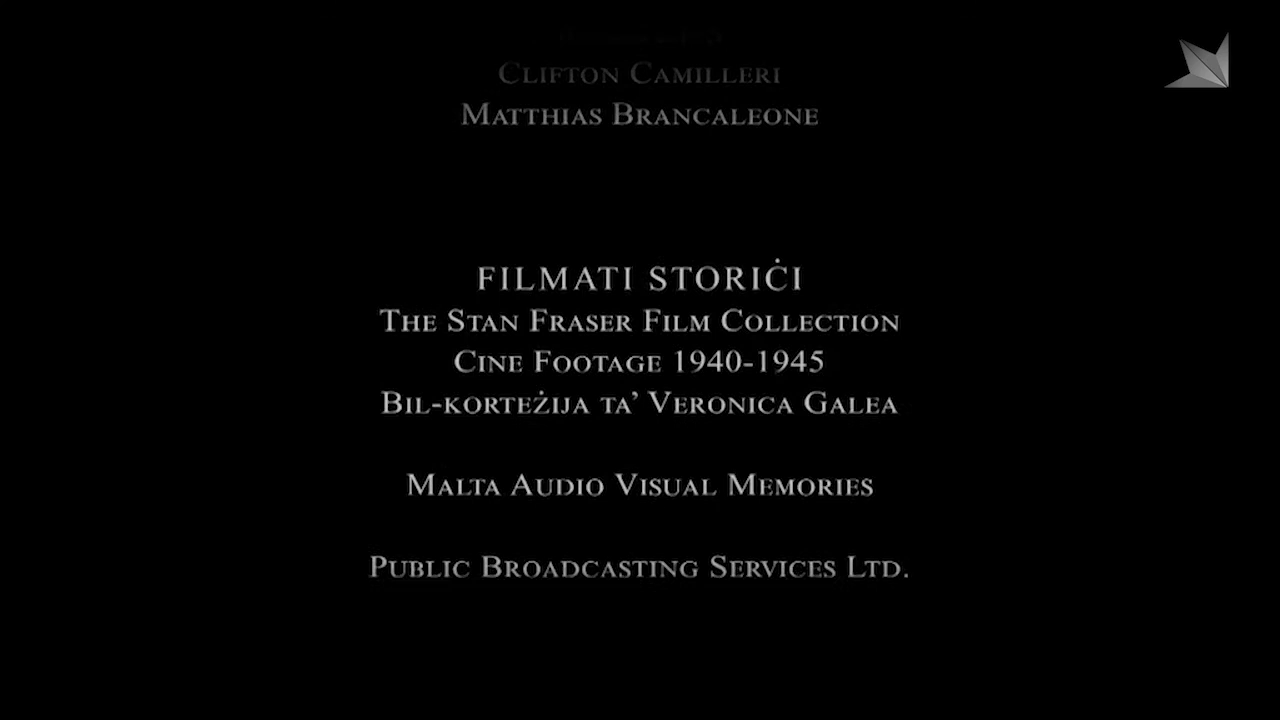 Clifton Camilleri
Matthias Brancaleone
FILMATI STORIĊI
The Stan Fraser Film Collection
Cine Footage 1940-1945
Bil-korteżija ta’ Veronica Galea
Malta Audio Visual Memories
Public Broadcasting Services Ltd.